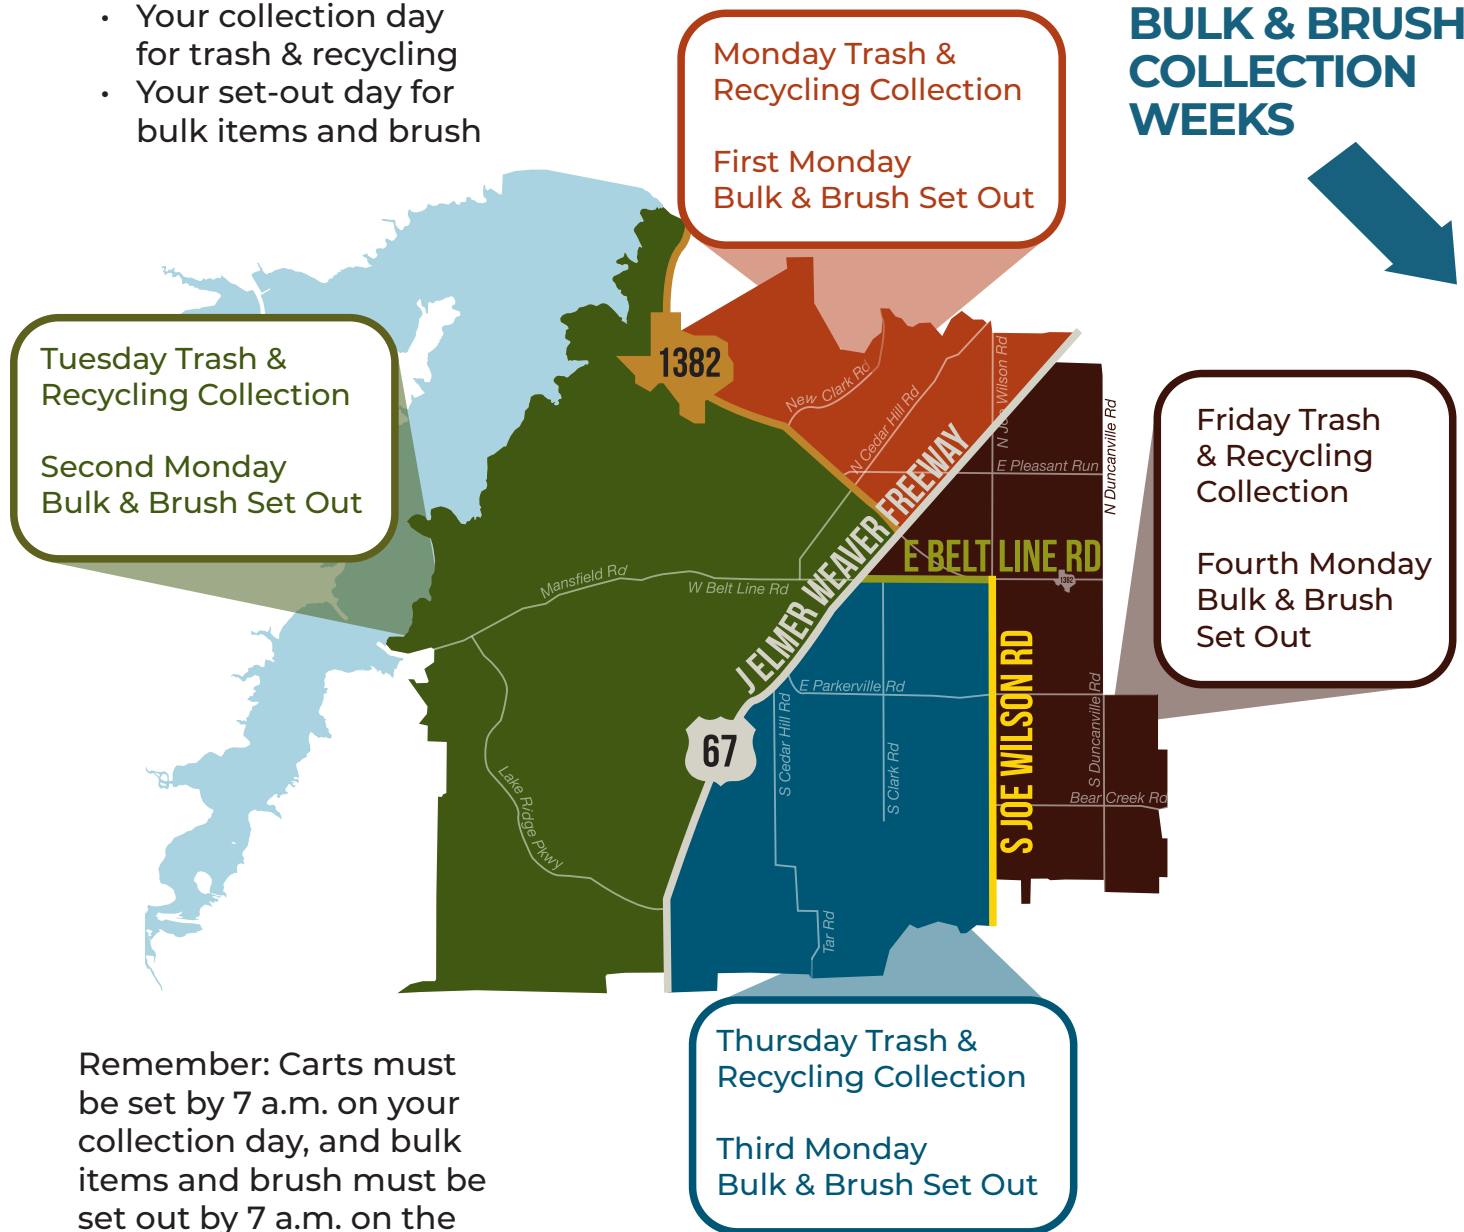 • Your collection day
for trash & recycling
• Your set-out day for
bulk items and brush
Monday Trash &
Recycling Collection
First Monday
Bulk & Brush Set Out
BULK & BRUSH
COLLECTION
WEEKS
Tuesday Trash &
Recycling Collection
Second Monday
Bulk & Brush Set Out
Friday Trash
& Recycling
Collection
Fourth Monday
Bulk & Brush
Set Out
1382
New Clark Rd
N Cedar Hill Rd
N Joe Wilson Rd
E Pleasant Run
N Duncanville Rd
J ELMER WEAVER FREEWAY
E BELT LINE RD
1382
Mansfield Rd
W Belt Line Rd
E Parkerville Rd
S JOE WILSON RD
S Duncanville Rd
67
S Cedar Hill Rd
S Clark Rd
Bear Creek Rd
Lake Ridge Pkwy
Tar Rd
Thursday Trash &
Recycling Collection
Third Monday
Bulk & Brush Set Out
Remember: Carts must
be set by 7 a.m. on your
collection day, and bulk
items and brush must be
set out by 7 a.m. on the